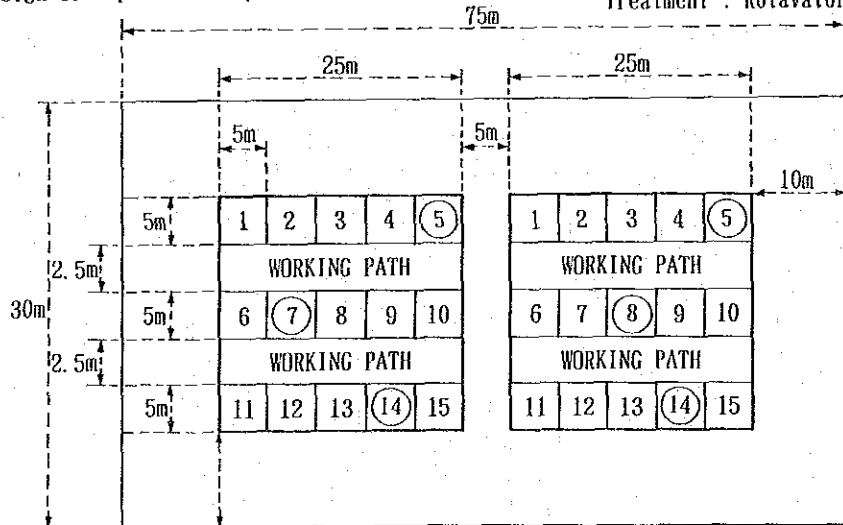 Treatment : Rotavator
75m
25m 25m
5m 5m
10m
5m 1 2 3 4 5 1 2 3 4 5
2.5m WORKING PATH WORKING PATH
30m 5m 6 7 8 9 10 6 7 8 9 10
2.5m WORKING PATH WORKING PATH
5m 11 12 13 14 15 11 12 13 14 15